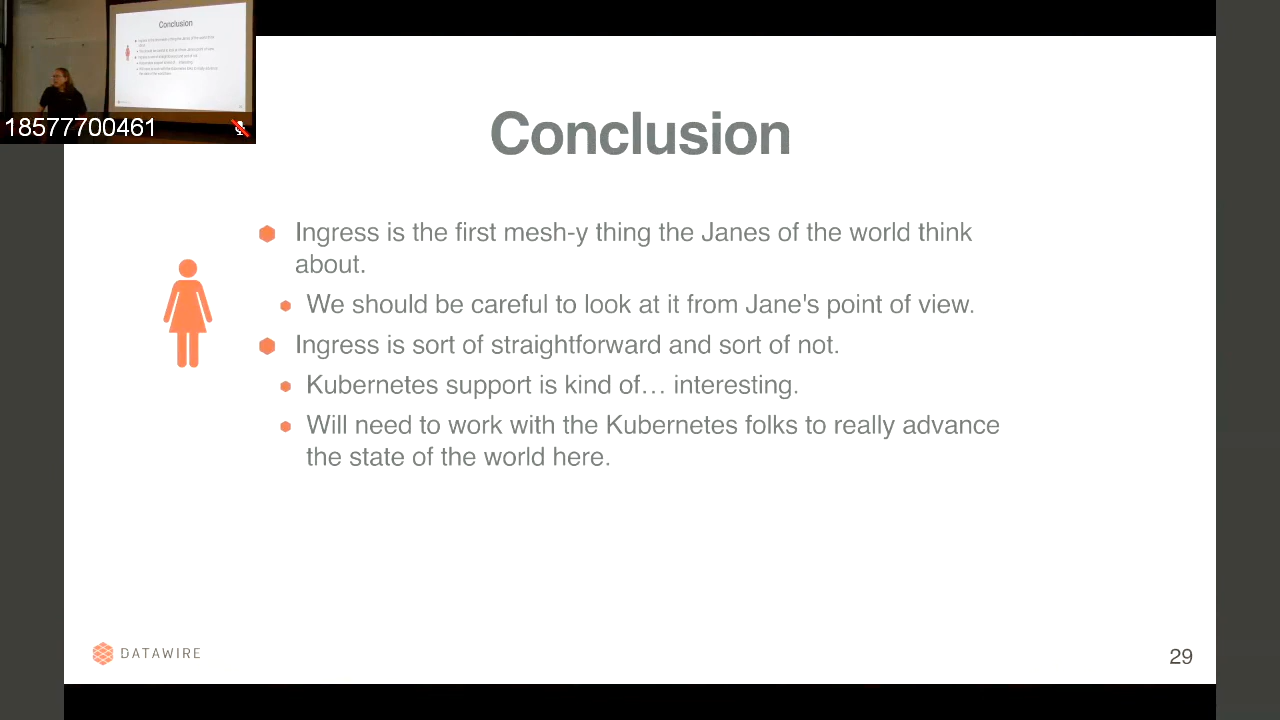 Conclusion
18577700461
Conclusion
Ingress is the first mesh-y thing the Janes of the world think
about.
We should be careful to look at it from Jane's point of view.
Ingress is sort of straightforward and sort of not.
Kubernetes support is kind of… interesting.
Will need to work with the Kubernetes folks to really advance
the state of the world here.
DATAWIRE
29